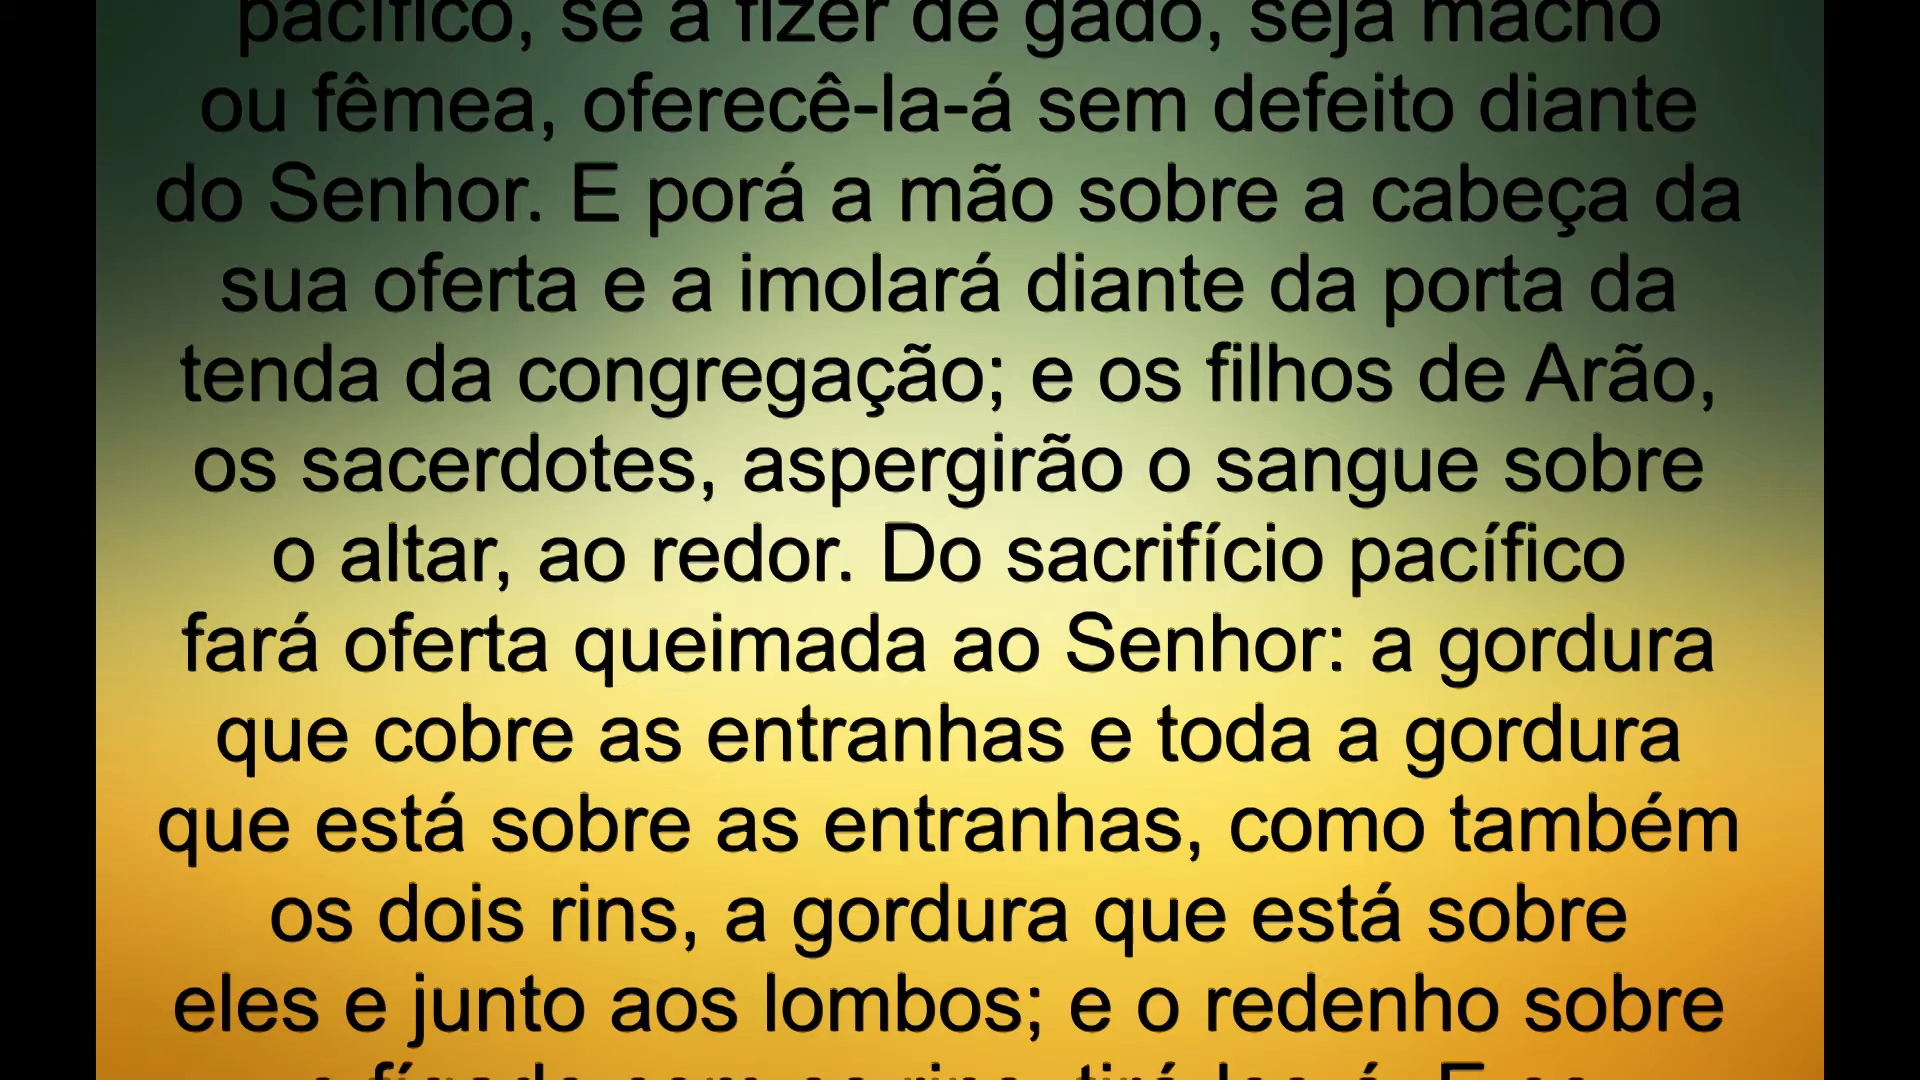 pacífico, se a fizer de gado, seja macho
ou fêmea, oferecê-la-á sem defeito diante
do Senhor. E porá a mão sobre a cabeça da
sua oferta e a imolará diante da porta da
tenda da congregação; e os filhos de Arão,
os sacerdotes, aspergirão o sangue sobre
o altar, ao redor. Do sacrifício pacífico
fará oferta queimada ao Senhor: a gordura
que cobre as entranhas e toda a gordura
que está sobre as entranhas, como também
os dois rins, a gordura que está sobre
eles e junto aos lombos; e o redenho sobre